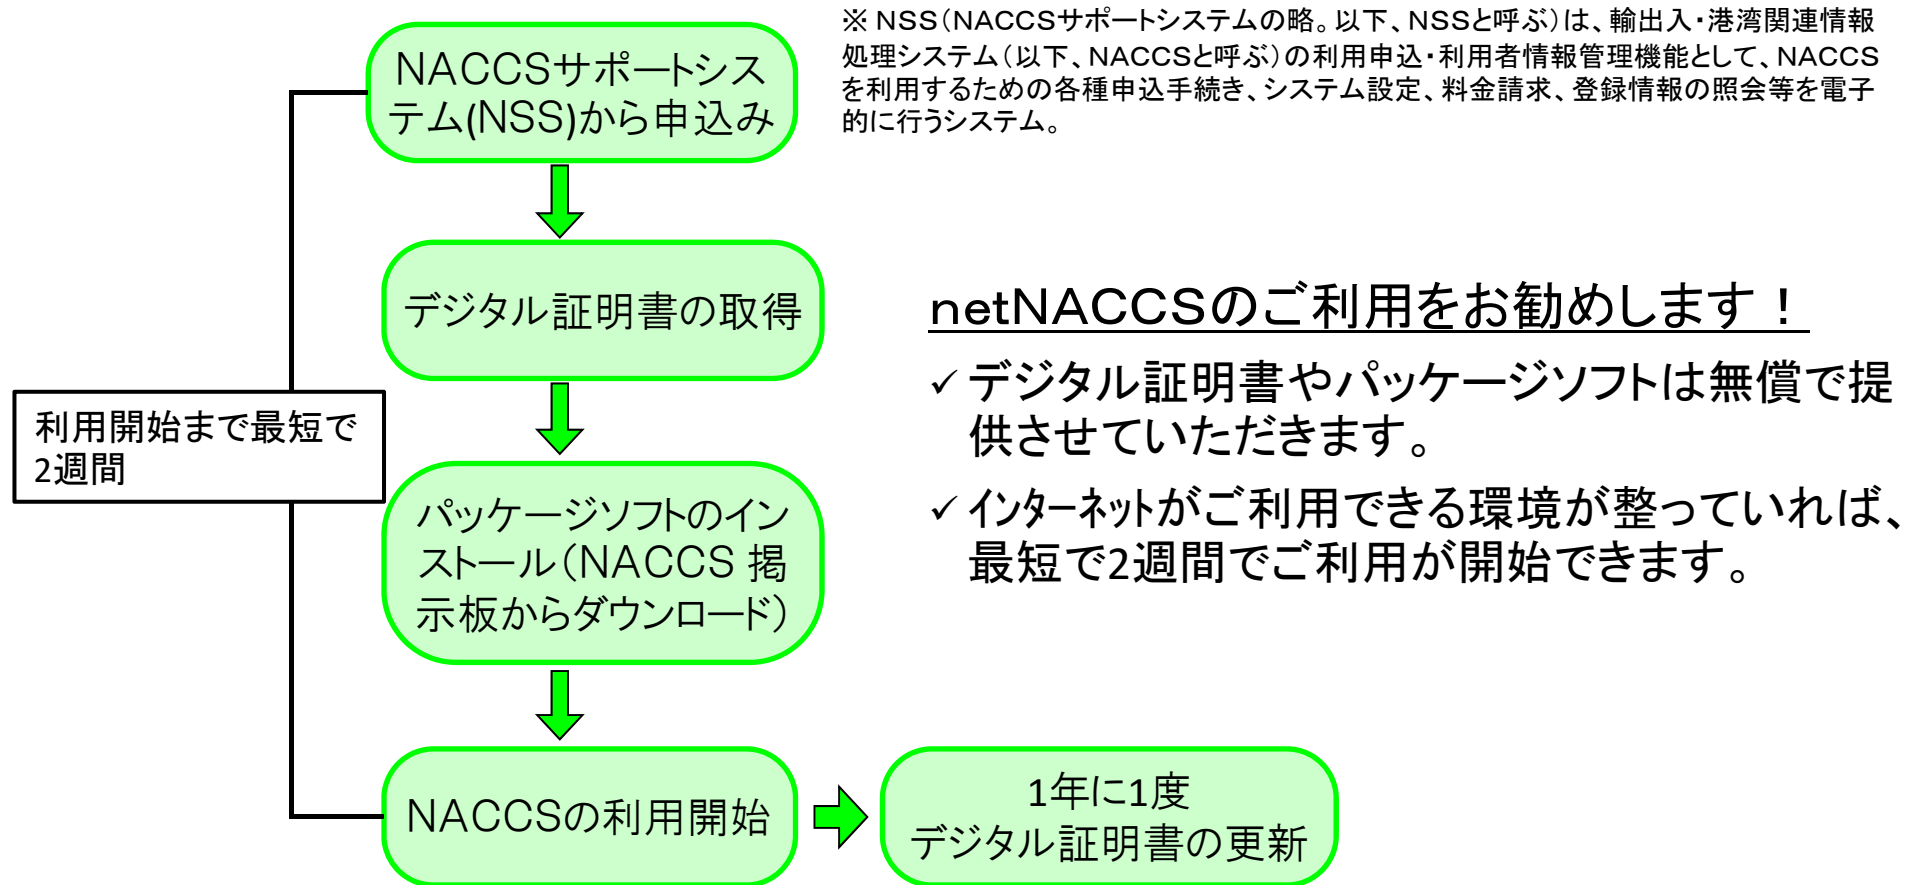 NACCSサポートシス
テム(NSS)から申込み
※ NSS(NACCSサポートシステムの略。以下、NSSと呼ぶ)は、輸出入・港湾関連情報
処理システム(以下、NACCSと呼ぶ)の利用申込・利用者情報管理機能として、NACCS
を利用するための各種申込手続き、システム設定、料金請求、登録情報の照会等を電子
的に行うシステム。
デジタル証明書の取得
利用開始まで最短で
2週間
パッケージソフトのイン
ストール(NACCS 掲
示板からダウンロード)
NACCSの利用開始
1年に1度
デジタル証明書の更新
netNACCSのご利用をお勧めします！
✓ デジタル証明書やパッケージソフトは無償で提
供させていただきます。
✓ インターネットがご利用できる環境が整っていれば、
最短で2週間でご利用が開始できます。